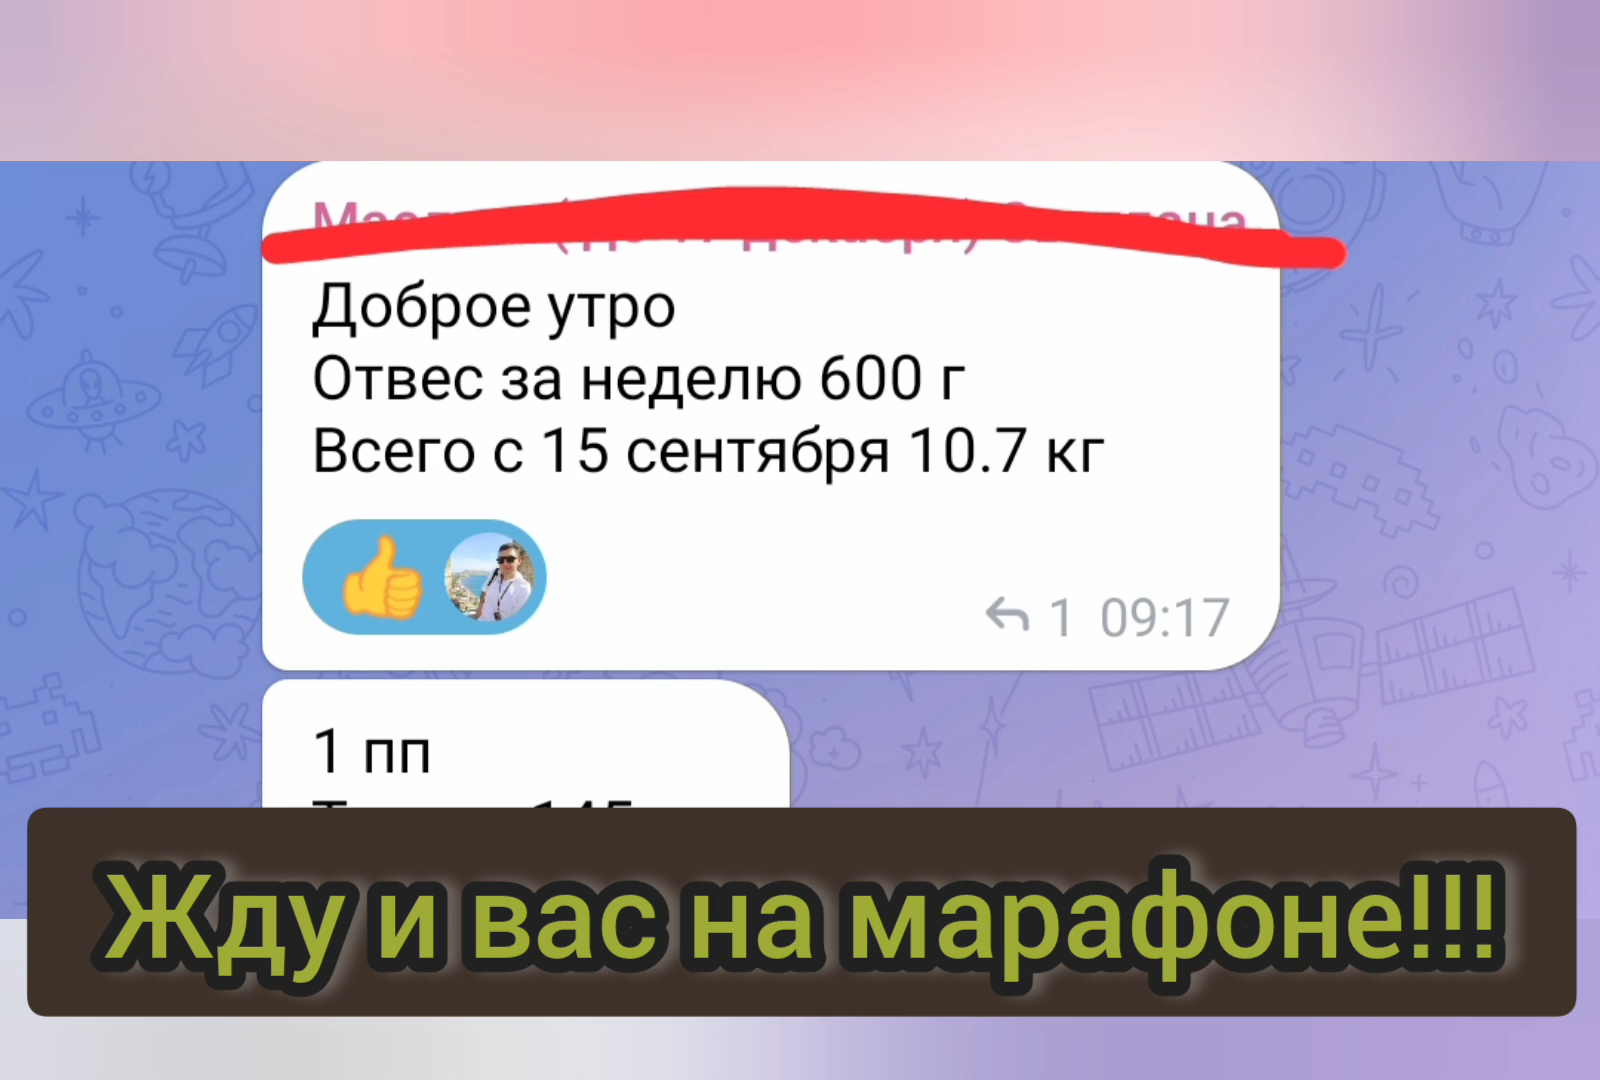 Доброе утро
Отвес за неделю 600 г
Всего с 15 сентября 10.7 кг
1 09:17
1 пп
Жду и вас на марафоне!!!